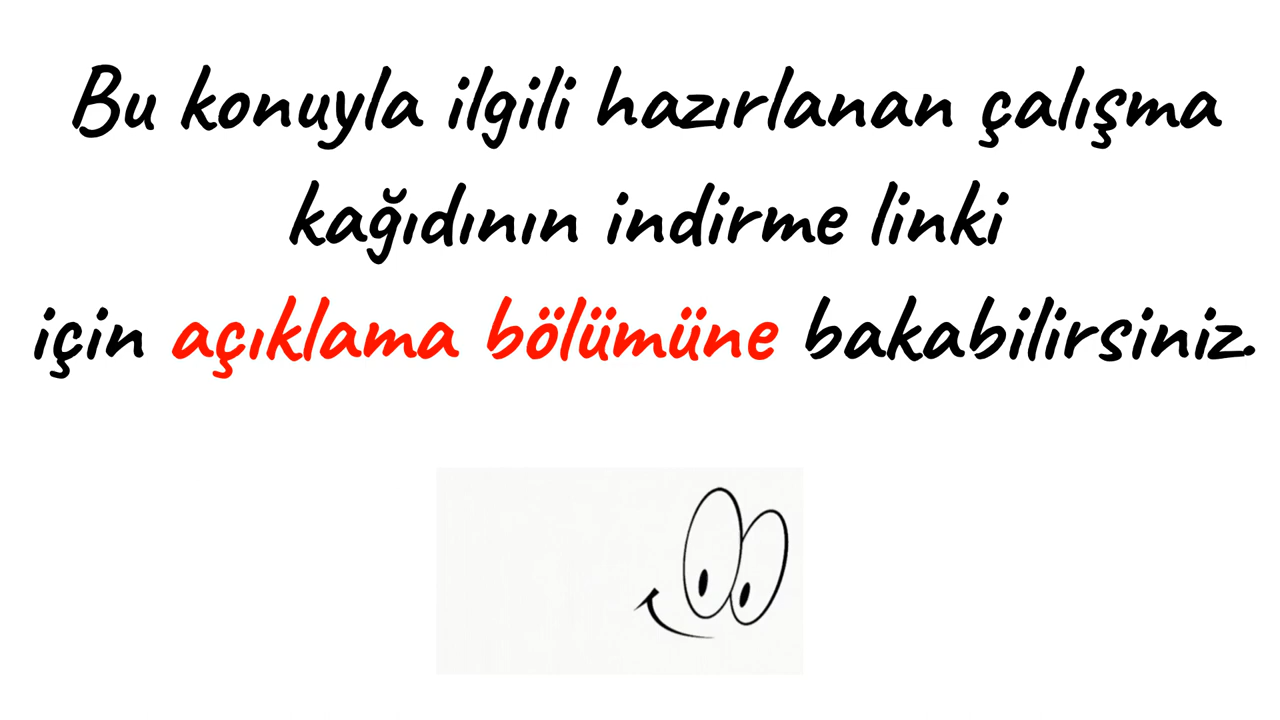 Bu konuyla ilgili hazırlanan çalışma
kağıdının indirme linki
için açıklama bölümüne bakabilirsiniz.